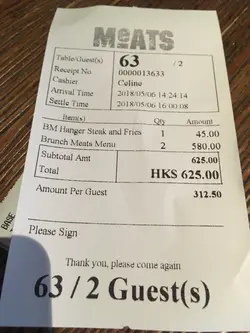 MEATS
Table/Guest(s) 63 / 2
Receipt No 0000013633
Cashier Celine
Arrival Time 2018/05/06 14:24:14
Settle Time 2018/05/06 16:00:08
Item(s) Qty Amount
BM Hanger Steak and Fries 1 45.00
Brunch Meats Menu 2 580.00
Subtotal Amt 625.00
Total HK$ 625.00
Amount Per Guest 312.50
Please Sign
Thank you, please come again
63 / 2 Guest(s)
BASE